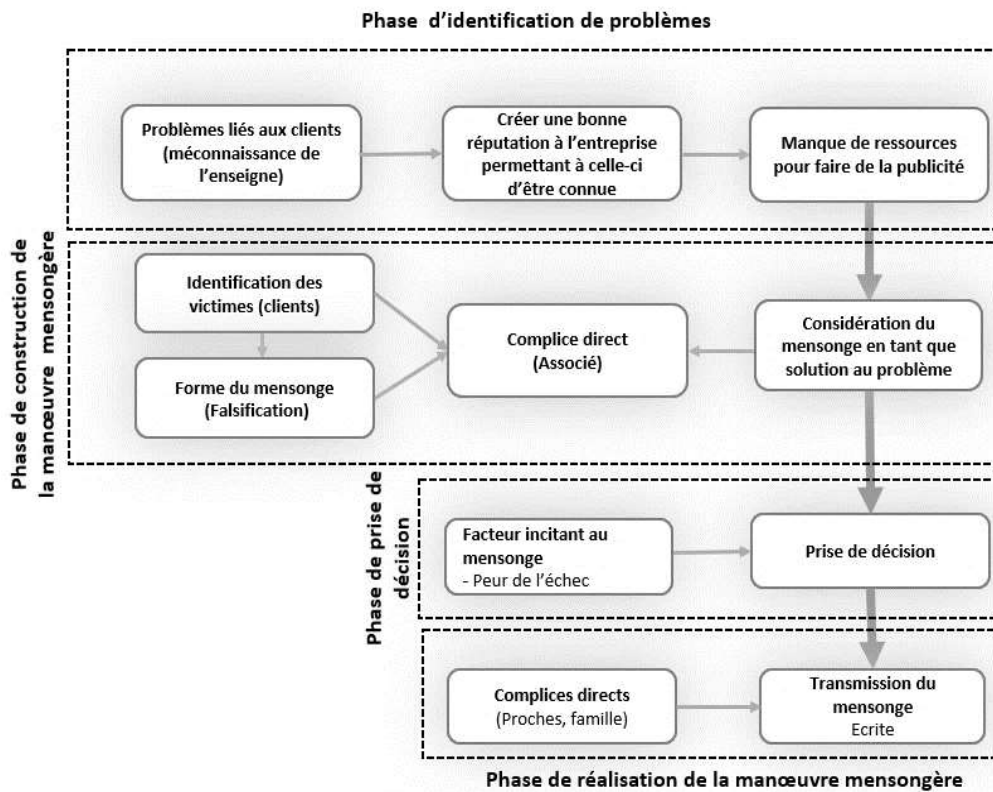 Phase d’identification de problèmes
Problèmes liés aux clients
(méconnaissance de
l’enseigne)
Créer une bonne
réputation à l’entreprise
permettant à celle-ci
d’être connue
Manque de ressources
pour faire de la publicité
Phase de construction de
la manœuvre mensongère
Identification des
victimes (clients)
Forme du mensonge
(Falsification)
Complice direct
(Associé)
Considération du
mensonge en tant que
solution au problème
Phase de prise de
décision
Facteur incitant au
mensonge
- Peur de l’échec
Prise de décision
Complices directs
(Proches, famille)
Transmission du
mensonge
Ecrite
Phase de réalisation de la manœuvre mensongère